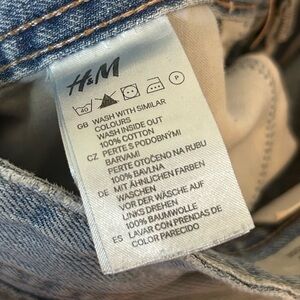 H&M
40 P
GB WASH WITH SIMILAR
COLOURS
WASH INSIDE OUT
100% COTTON
CZ PERTE S PODOBNÝMI
BARVAMI
PERTE OTOČENO NA RUBU
100% BAVLNA
DE MIT ÄHNLICHEN FARBEN
WASCHEN
VOR DER WÄSCHE AUF
LINKS DREHEN
100% BAUMWOLLE
ES LAVAR CON PRENDAS DE
COLOR PARECIDO